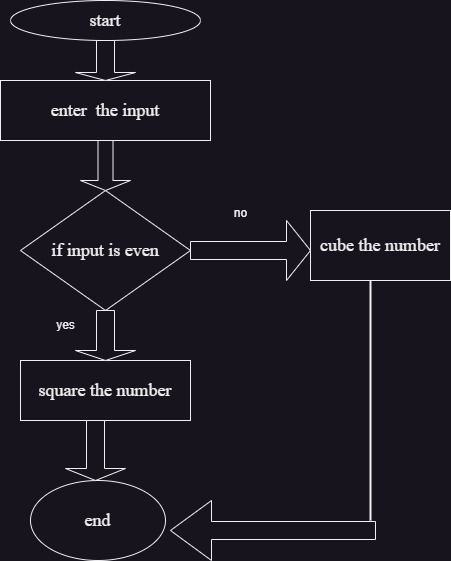 start
enter the input
if input is even
no
cube the number
yes
square the number
end